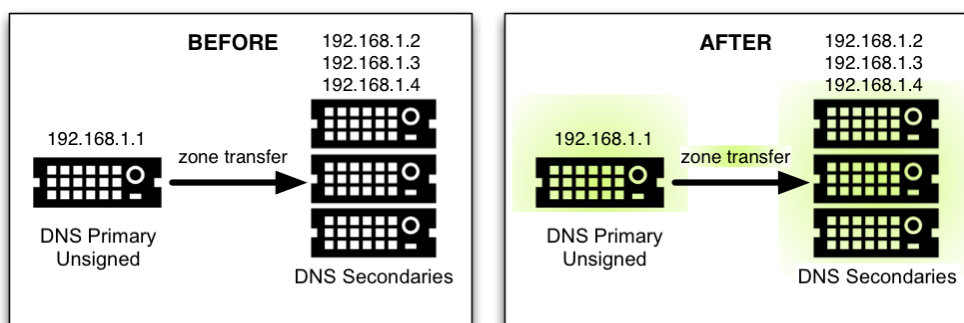 BEFORE
192.168.1.2
192.168.1.3
192.168.1.4
192.168.1.1
zone transfer
DNS Primary
Unsigned
DNS Secondaries
AFTER
192.168.1.2
192.168.1.3
192.168.1.4
192.168.1.1
zone transfer
DNS Primary
Unsigned
DNS Secondaries